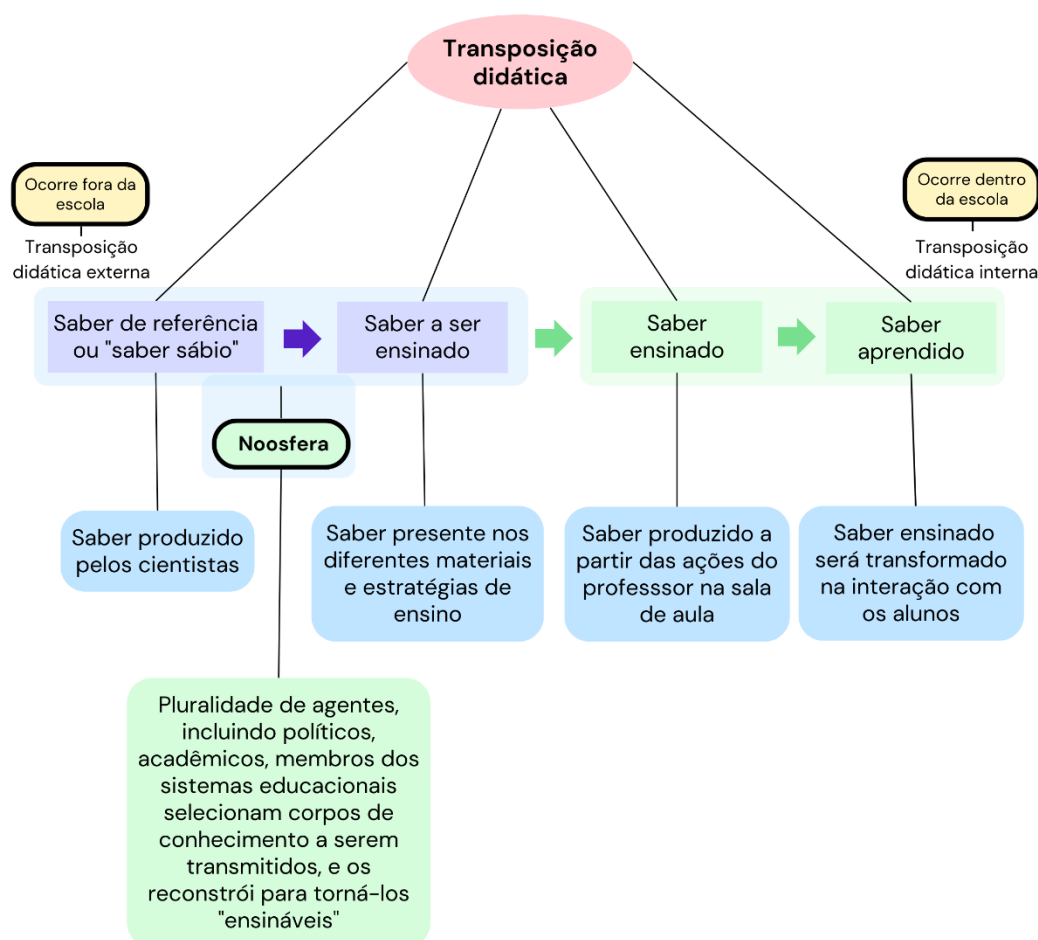 Transposição
didática
Ocorre fora da
escola
Transposição
didática externa
Ocorre dentro
da escola
Transposição
didática interna
Saber de referência
ou "saber sábio"
Saber a ser
ensinado
Saber
ensinado
Saber
aprendido
Noosfera
Saber produzido
pelos cientistas
Saber presente nos
diferentes materiais
e estratégias de
ensino
Saber produzido a
partir das ações do
professsor na sala
de aula
Saber ensinado
será transformado
na interação com
os alunos
Pluralidade de agentes,
incluindo políticos,
acadêmicos, membros dos
sistemas educacionais
selecionam corpos de
conhecimento a serem
transmitidos, e os
reconstrói para torná-los
"ensináveis"